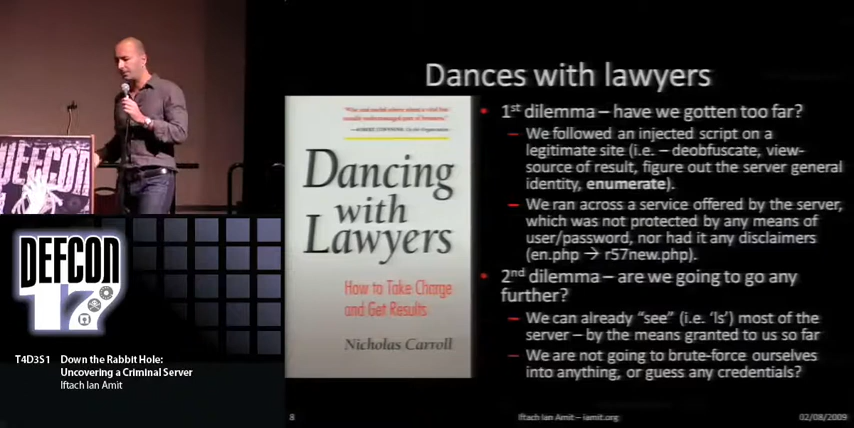 Dances with lawyers
"
Dancing
with
Lawyers
How to Take Charge
and Get Results
Nicholas Carroll
• 1st dilemma – have we gotten too far?
– We followed an injected script on a
legitimate site (i.e. – deobfuscate, view-
source of result, figure out the server general
identity, enumerate).
– We ran across a service offered by the server,
which was not protected by any means of
user/password, nor had it any disclaimers
(en.php → r57new.php).
• 2nd dilemma – are we going to go any
further?
– We can already "see" (i.e. 'ls') most of the
server – by the means granted to us so far
– We are not going to brute-force ourselves
into anything, or guess any credentials?
8
Iftach Ian Amit – iamit.org
02/08/2009
DEFCON
DEFCON
17
T4D3S1
Down the Rabbit Hole:
Uncovering a Criminal Server
Iftach Ian Amit